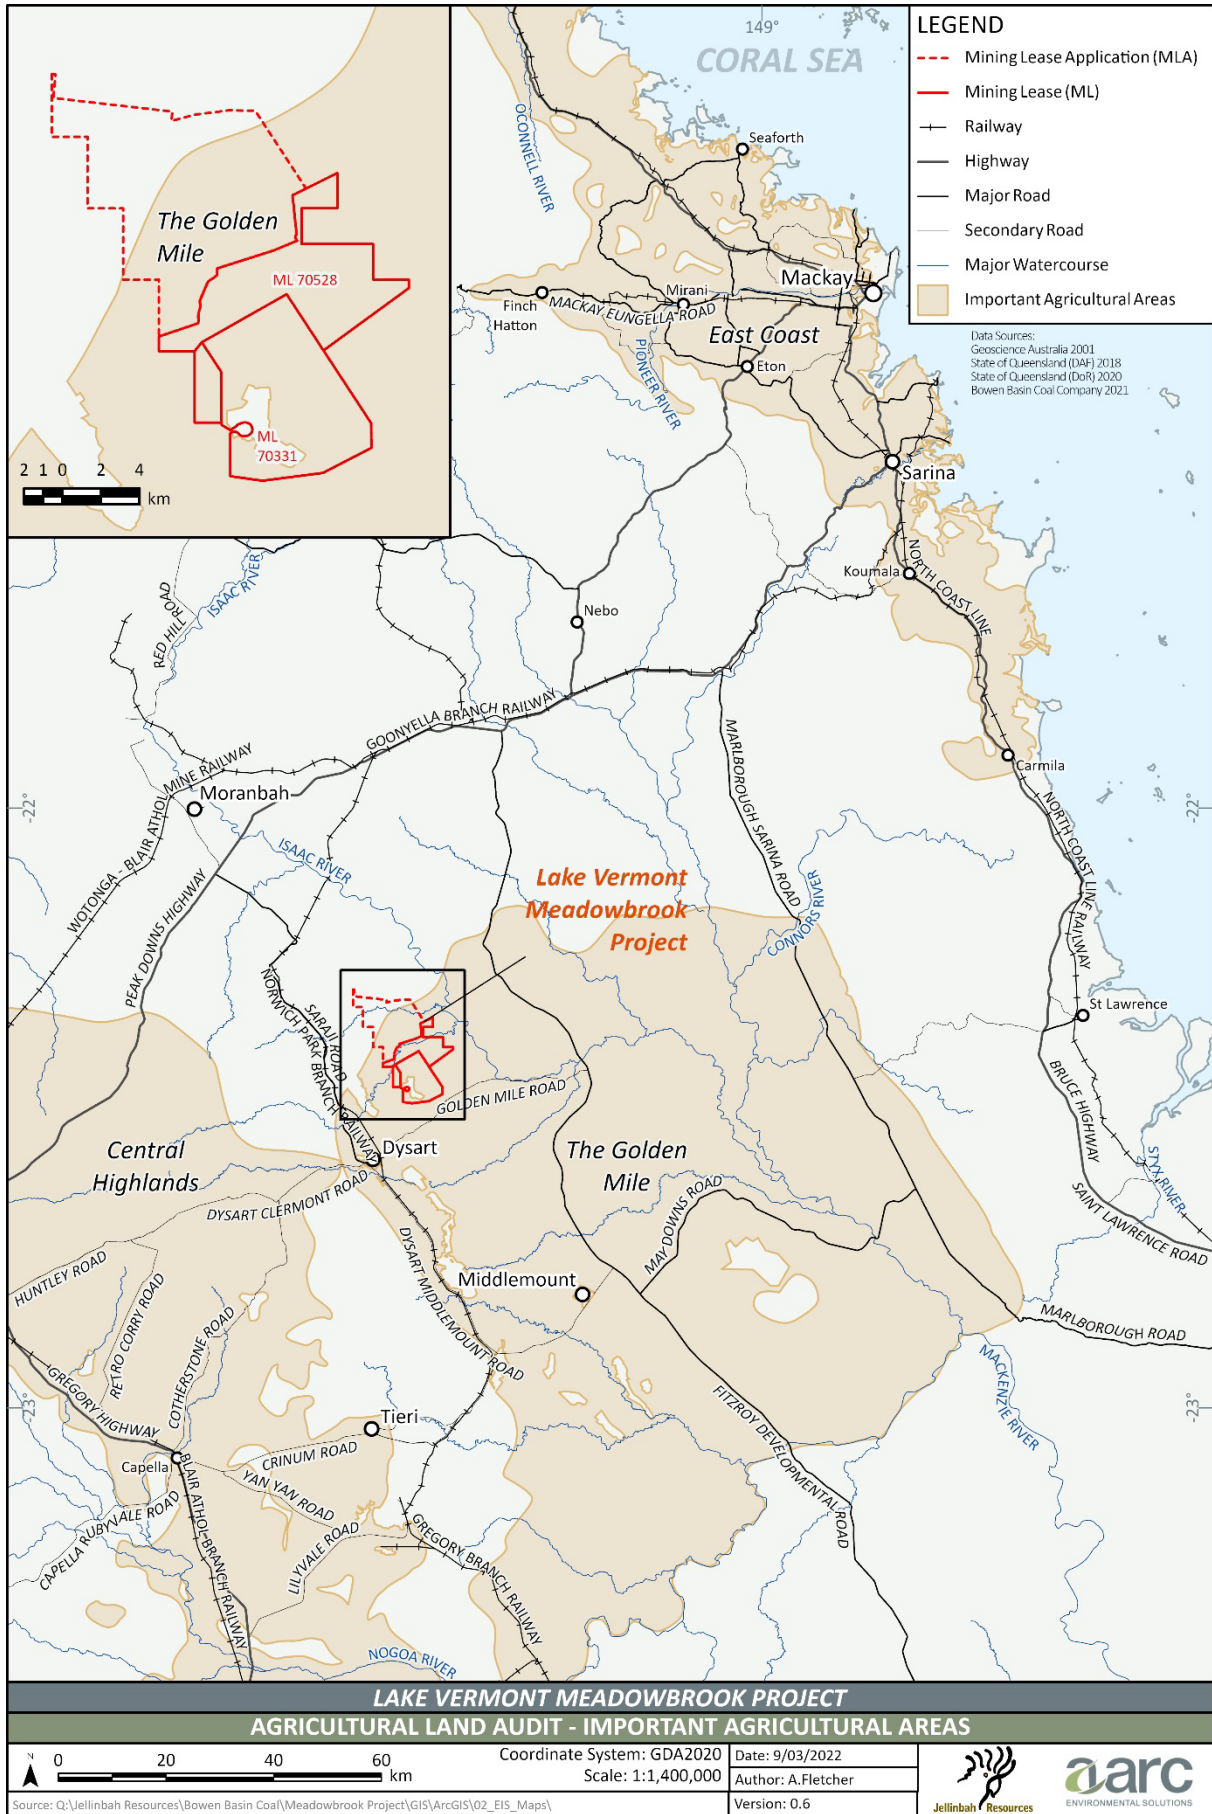 LEGEND
Mining Lease Application (MLA)
Mining Lease (ML)
Railway
Highway
Major Road
Secondary Road
Major Watercourse
Important Agricultural Areas
Data Sources:
Geoscience Australia 2001
State of Queensland (DAF) 2018
State of Queensland (DoR) 2020
Bowen Basin Coal Company 2021
149°
CORAL SEA
The Golden
Mile
ML 70528
ML
70331
2 1 0 2 4
km
OCONNELL RIVER
Seaforth
Mackay
Mirani
Finch
Hatton
MACKAY EUNGELLA ROAD
East Coast
PIONEER RIVER
Eton
Sarina
Koumala
NORTH COAST LINE
RED HILL ROAD
ISAAC RIVER
Nebo
GOONYELLA BRANCH RAILWAY
MARLBOROUGH SARINA ROAD
Carmila
WOTONGA - BLAIR ATHOL MINE RAILWAY
Moranbah
-22°
-22°
NORTH COAST LINE RAILWAY
ISAAC RIVER
PEAK DOWNS HIGHWAY
Lake Vermont
Meadowbrook
Project
CONNORS RIVER
SARAJI ROAD
NORWICH PARK BRANCH RAILWAY
St Lawrence
GOLDEN MILE ROAD
BRUCE HIGHWAY
Central
Highlands
Dysart
The Golden
Mile
STYX RIVER
DYSART CLERMONT ROAD
MAY DOWNS ROAD
SAINT LAWRENCE ROAD
HUNTLEY ROAD
RETRO CORRY ROAD
COTHERSTONE ROAD
DYSART MIDDLEMOUNT ROAD
Middlemount
MARLBOROUGH ROAD
MACKENZIE RIVER
GREGORY HIGHWAY
-23°
-23°
Tieri
CRINUM ROAD
FITZROY DEVELOPMENTAL ROAD
Capella
YAN YAN ROAD
CAPELLA RUBYVALE ROAD
BLAIR ATHOL BRANCH RAILWAY
LILYVALE ROAD
GREGORY BRANCH RAILWAY
NOGOA RIVER
LAKE VERMONT MEADOWBROOK PROJECT
AGRICULTURAL LAND AUDIT - IMPORTANT AGRICULTURAL AREAS
N
0 20 40 60
km
Coordinate System: GDA2020
Scale: 1:1,400,000
Date: 9/03/2022
Author: A.Fletcher
Version: 0.6
Source: Q:\Jellinbah Resources\Bowen Basin Coal\Meadowbrook Project\GIS\ArcGIS\02_EIS_Maps\
Jellinbah Resources
aarc
ENVIRONMENTAL SOLUTIONS